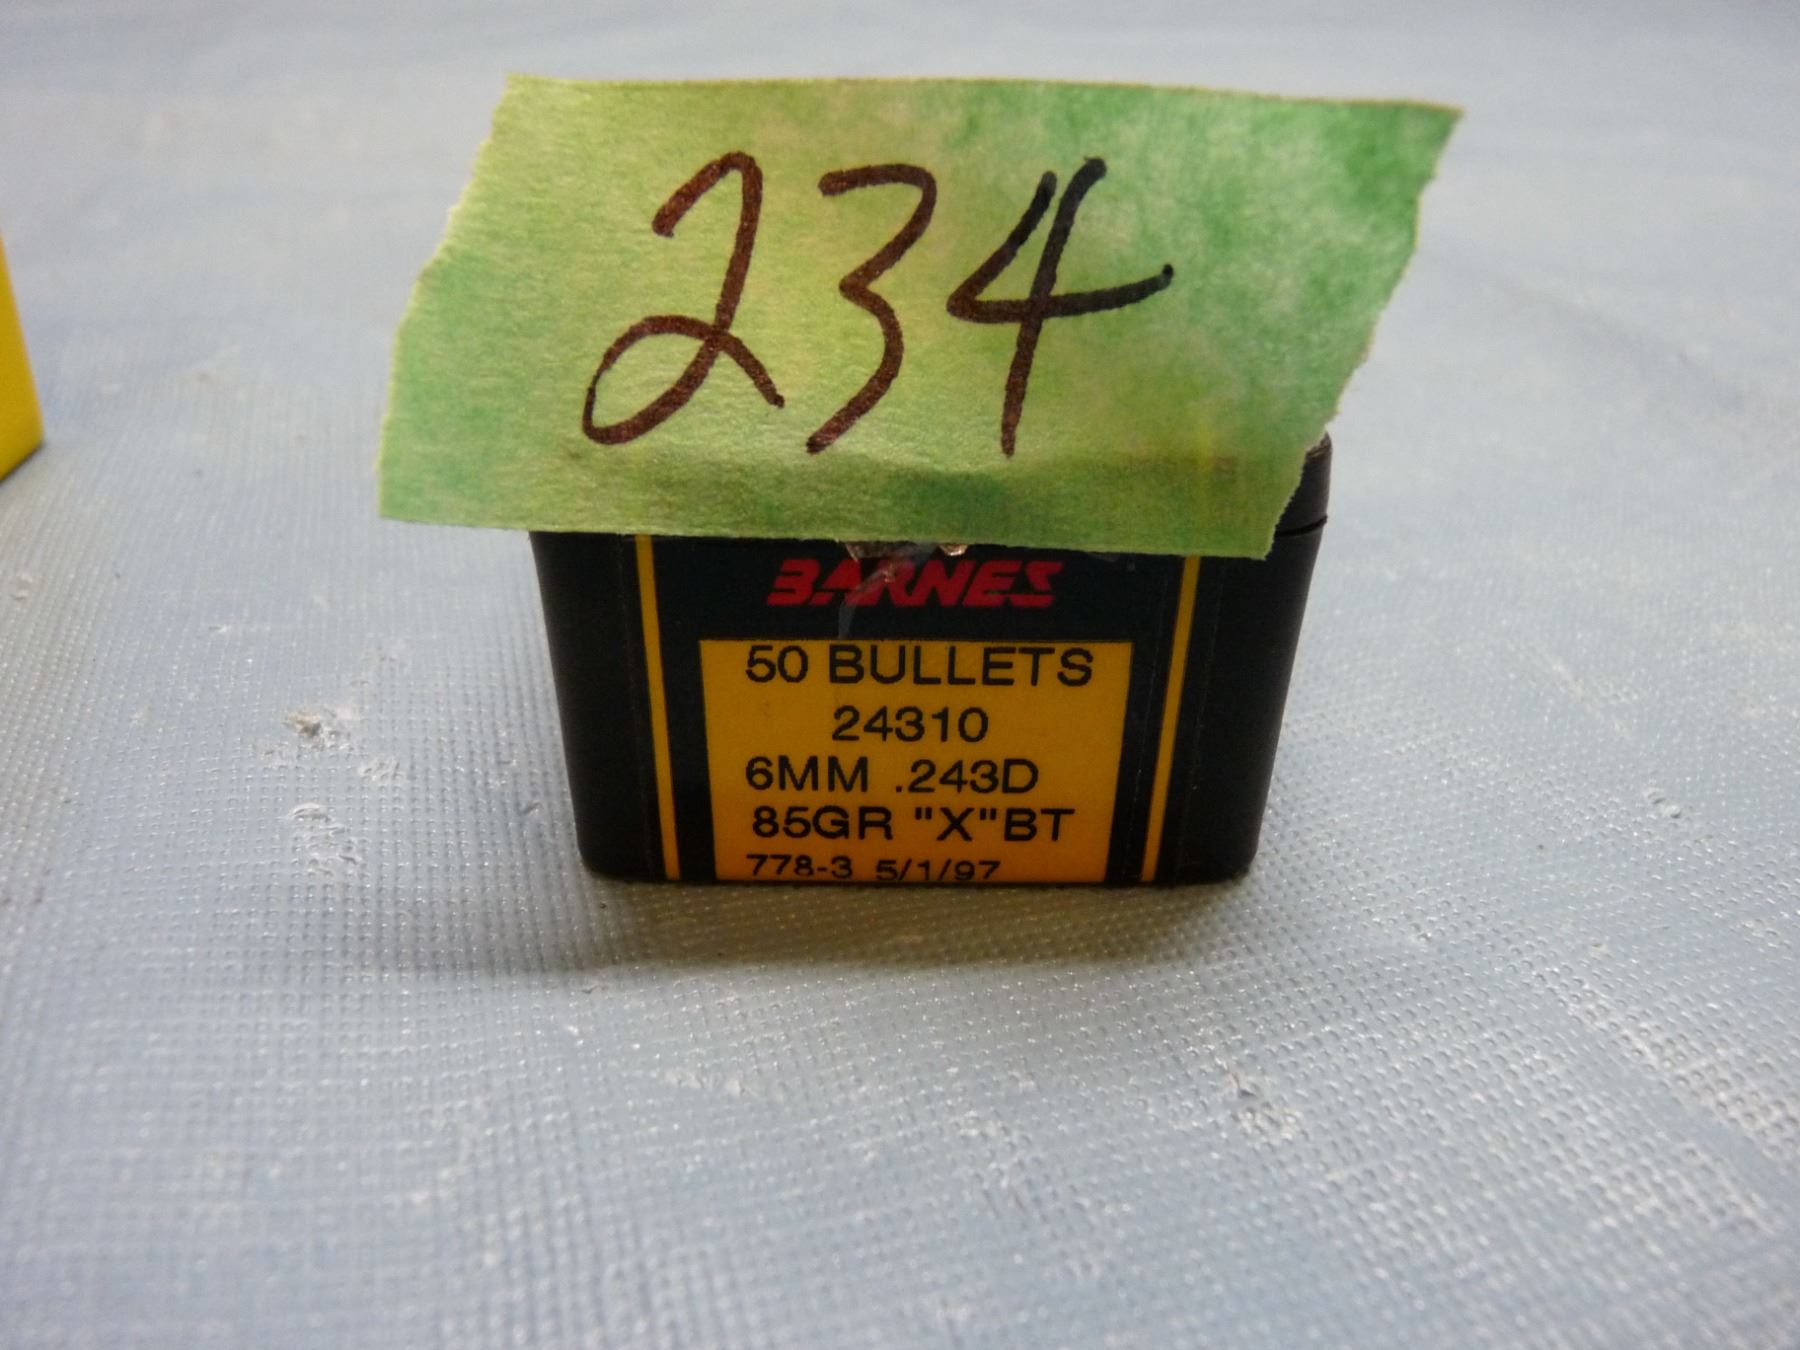 234
BARNES
50 BULLETS
24310
6MM .243D
85GR "X"BT
778-3 5/1/97